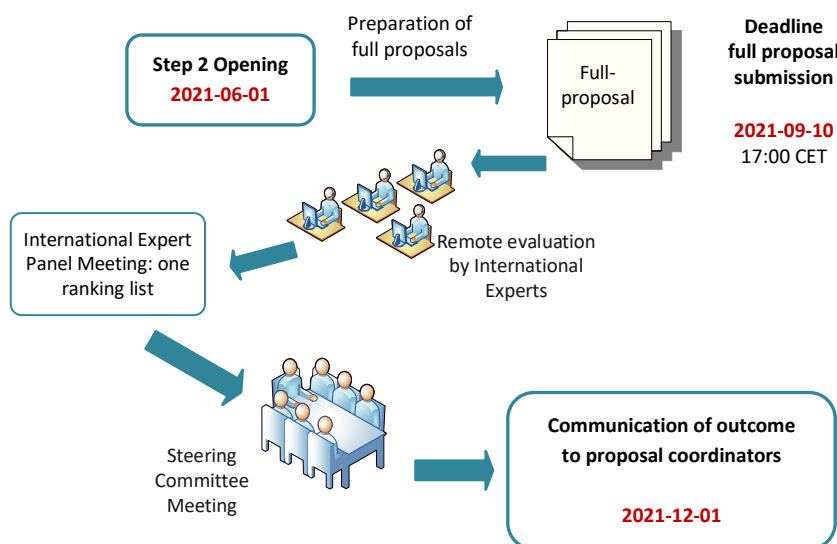 Step 2 Opening
2021-06-01
Preparation of
full proposals
Full-
proposal
Deadline
full proposal
submission
2021-09-10
17:00 CET
Remote evaluation
by International
Experts
International Expert
Panel Meeting: one
ranking list
Steering
Committee
Meeting
Communication of outcome
to proposal coordinators
2021-12-01